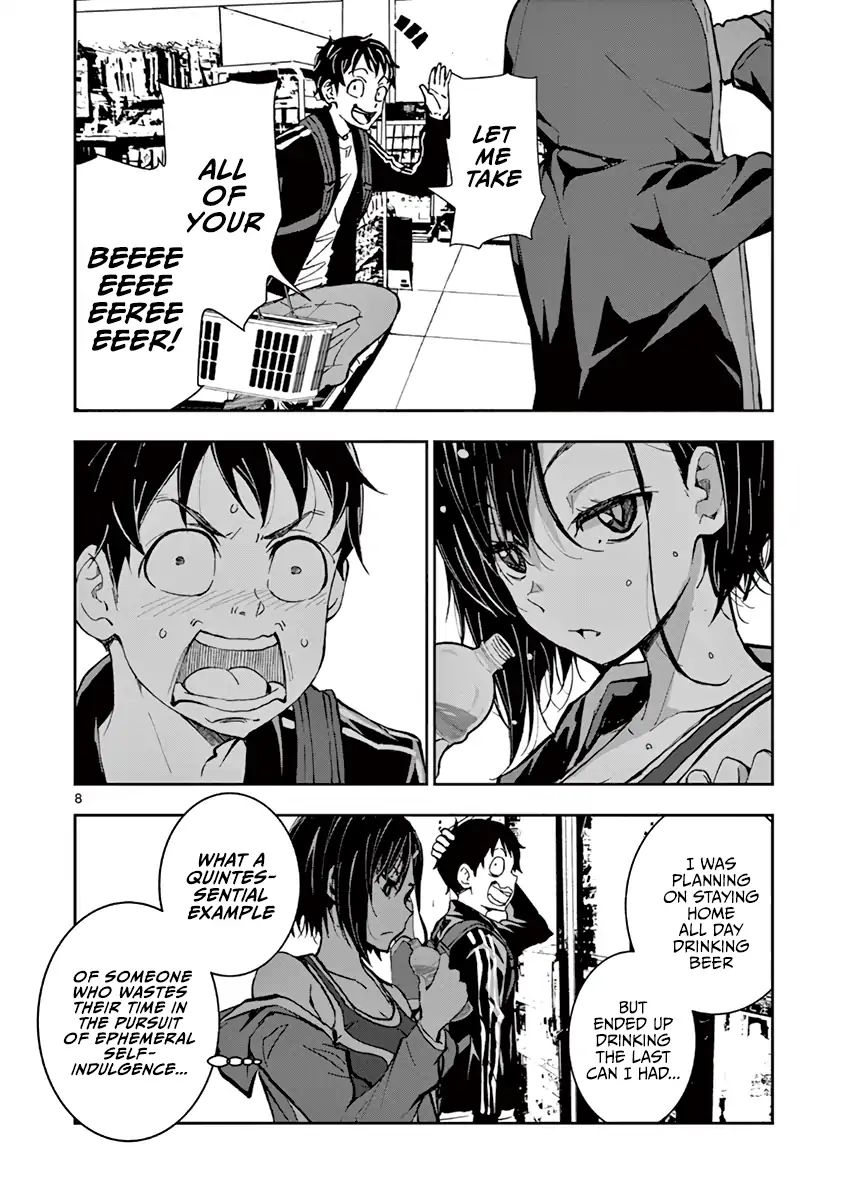 LET
ME
TAKE
ALL
OF
YOUR
BEEEE
EEEE
EEREE
EEER!
8
I WAS
PLANNING
ON STAYING
HOME
ALL DAY
DRINKING
BEER
BUT
ENDED UP
DRINKING
THE LAST
CAN I HAD...
WHAT A
QUINTES-
SENTIAL
EXAMPLE
OF SOMEONE
WHO WASTES
THEIR TIME
IN THE
PURSUIT
OF EPHEMERAL
SELF-
INDULGENCE...